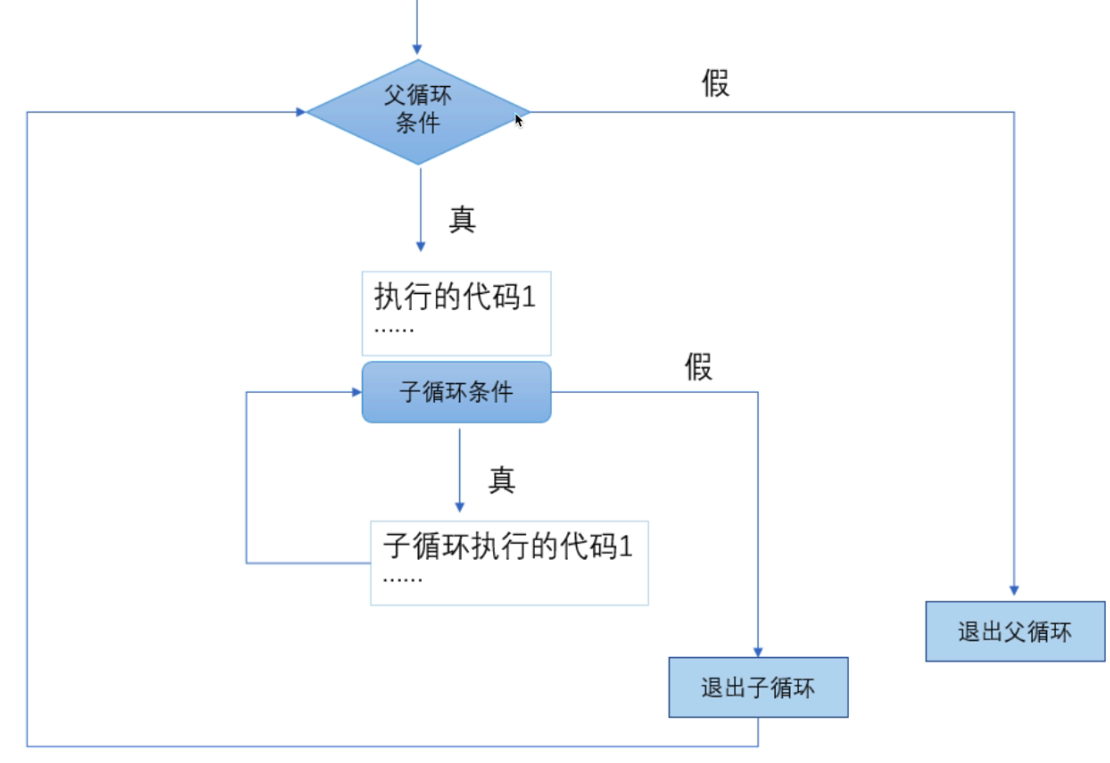 父循环
条件
假
真
执行的代码1
……
子循环条件
假
真
子循环执行的代码1
……
退出父循环
退出子循环